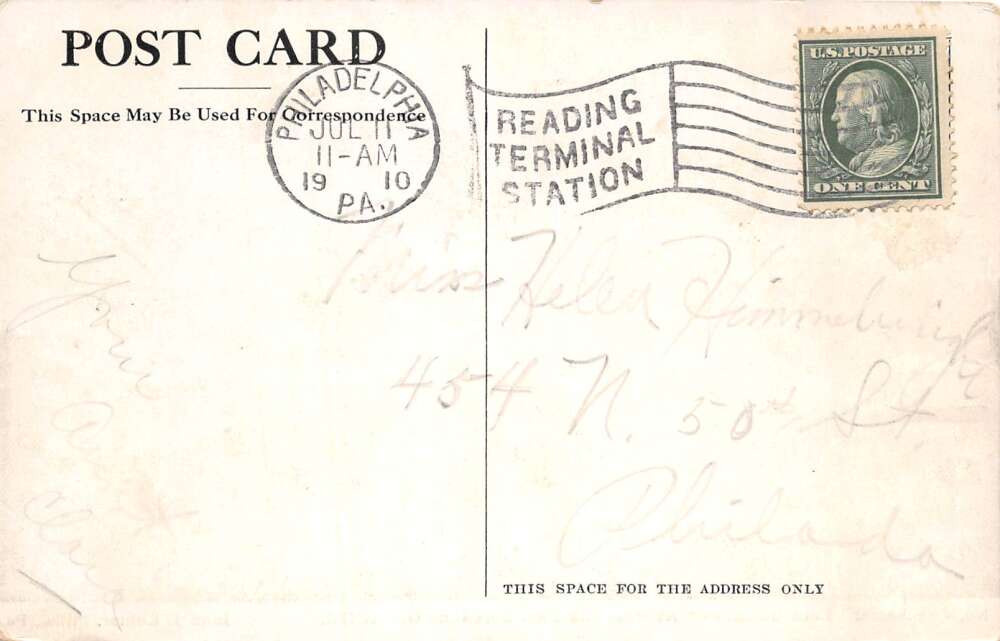 POST CARD
This Space May Be Used For Correspondence
PHILADELPHIA
JUL 11
11-AM
19 10
PA.
READING
TERMINAL
STATION
U.S. POSTAGE
ONE CENT
Miss Helen
454 N. 50th St
Philada
THIS SPACE FOR THE ADDRESS ONLY